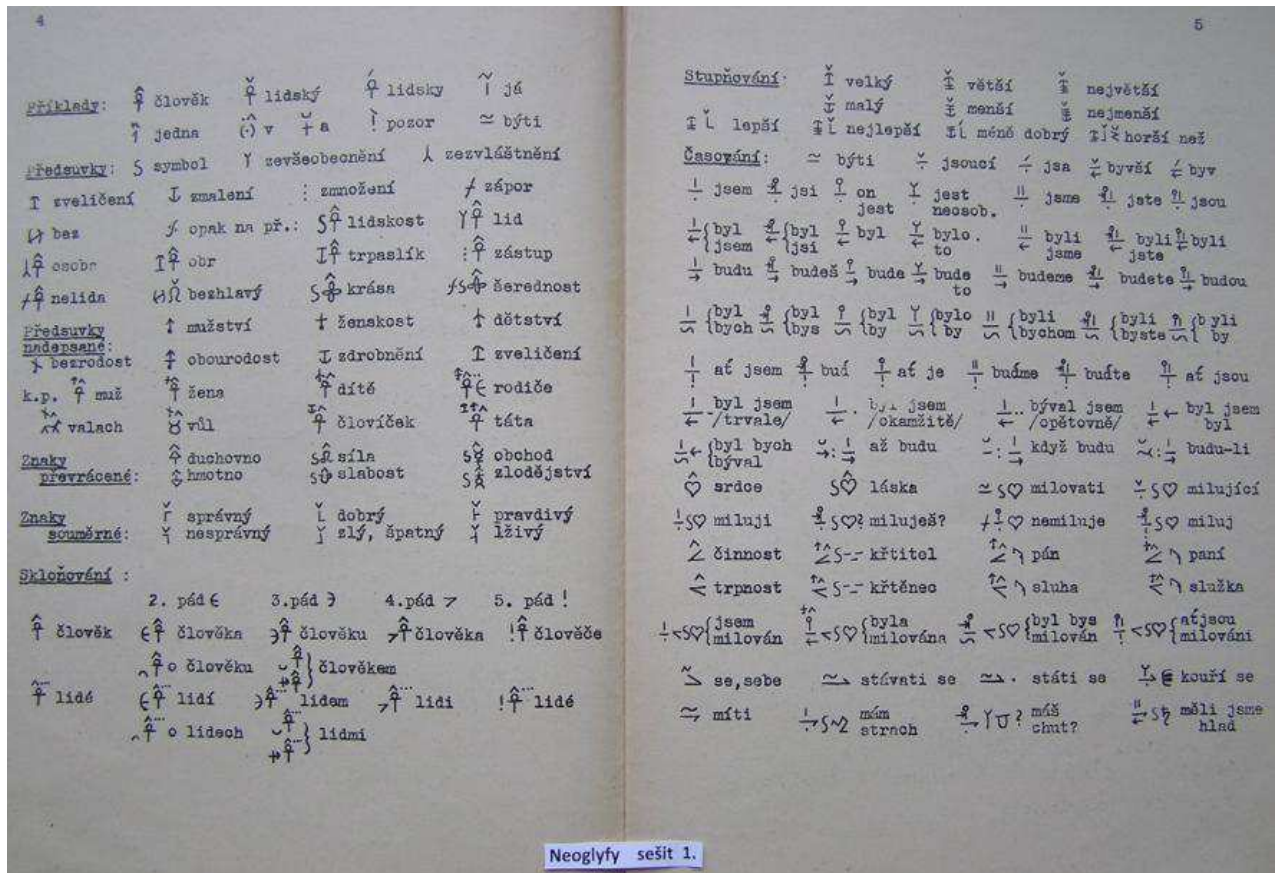 4
Příklady: člověk lidský lidsky já
jedna v a pozor býti
Předsuvky: symbol zevšeobecnění zezvláštnění
zveličení zmalení zmnožení zápor
bez opak na př.: lidskost lid
osoba obr trpaslík zástup
nelida bezhlavý krása šerednost
Předsuvky mužství ženskost dětství
nadepsané:
bezrodost obourodost zdrobnění zveličení
k.p. muž žena dítě rodiče
valach vůl človíček táta
Znaky duchovno síla obchod
převrácené: hmotno slabost zlodějství
Znaky správný dobrý pravdivý
souměrné: nesprávný zlý, špatný lživý
Skloňování :
2. pád 3.pád 4.pád 5. pád !
člověk člověka člověku člověka ! člověče
o člověku } člověkem
lidé lidí lidem lidi ! lidé
o lidech } lidmi
5
Stupňování: velký větší největší
malý menší nejmenší
lepší nejlepší méně dobrý horší než
Časování: býti jsoucí jsa byvší byv
jsem jsi on jest jsme jste jsou
jest neosob.
{byl {byl byl bylo. byli byli byli
{jsem {jsi to jsme jste
budu budeš bude bude budeme budete budou
to
{byl {byl {byl {bylo {byli {byli {byli
{bych {bys {by {by {bychom {byste {by
ať jsem buď ať je buďme buďte ať jsou
byl jsem byl jsem býval jsem byl jsem
/trvale/ /okamžitě/ /opětovně/ byl
{byl bych až budu když budu budu-li
{býval
srdce láska milovati milující
miluji ? miluješ? nemiluje miluj
činnost křtitel pán paní
trpnost křtěnec sluha služka
{jsem {byla {byl bys {aťjsou
{milován {milována {milován {milováni
se,sebe stávati se státi se kouří se
míti mám ? máš měli jsme
strach chuť? hlad
Neoglyfy sešit 1.